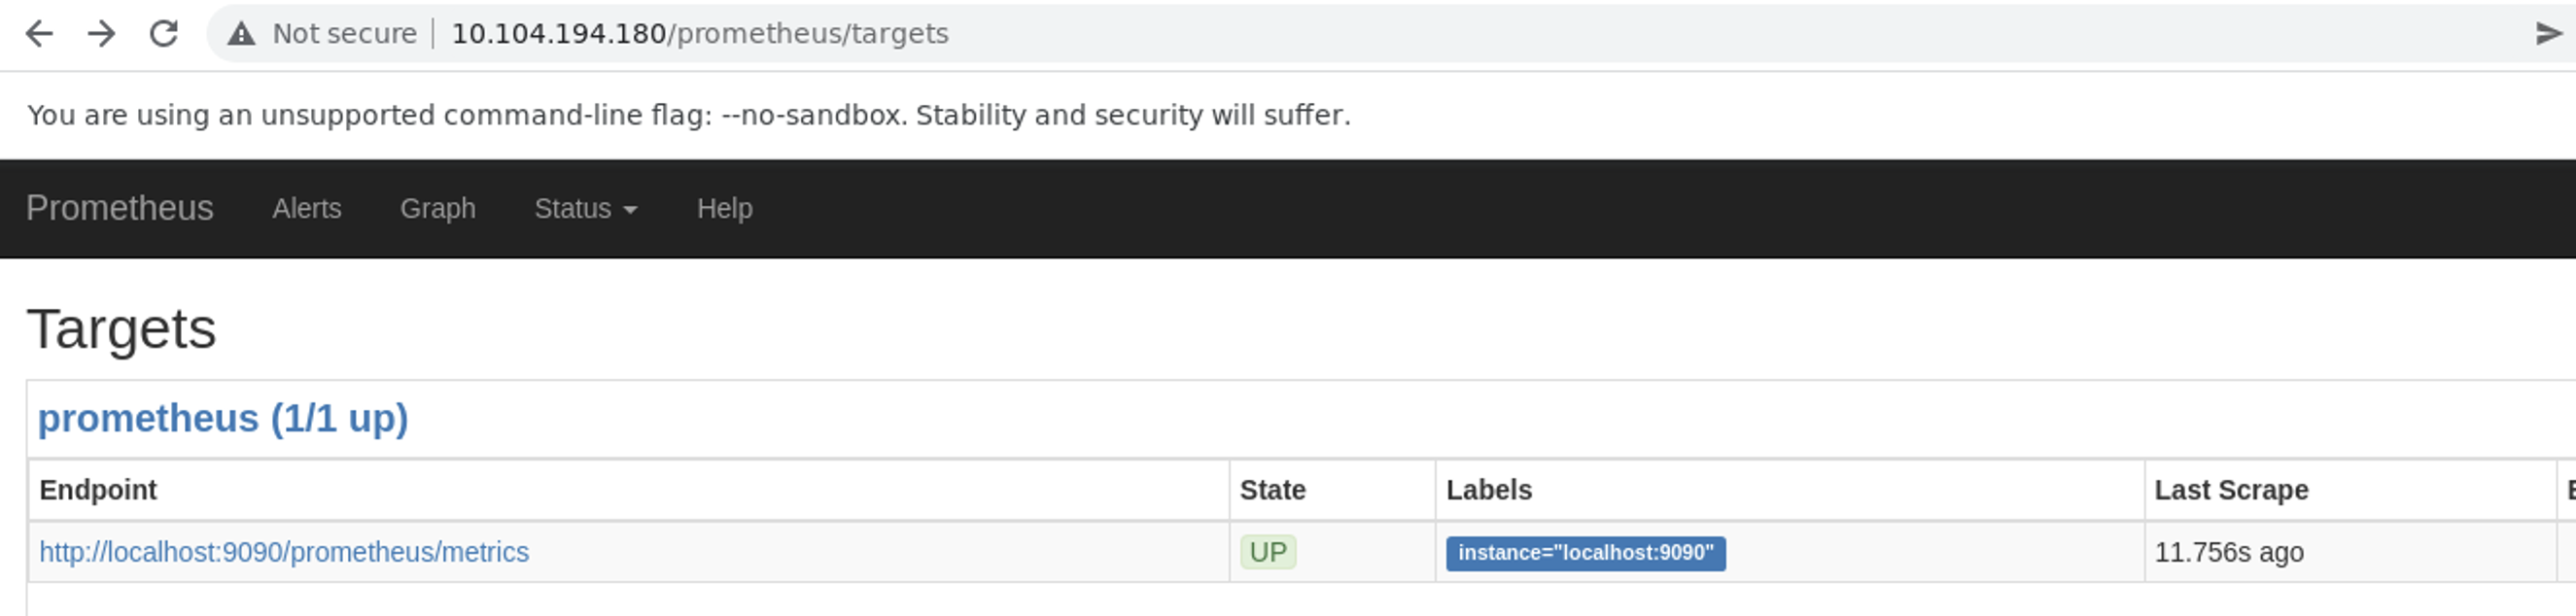 Not secure 10.104.194.180/prometheus/targets
You are using an unsupported command-line flag: --no-sandbox. Stability and security will suffer.
Prometheus Alerts Graph Status Help
Targets
prometheus (1/1 up)
Endpoint State Labels Last Scrape
http://localhost:9090/prometheus/metrics UP instance="localhost:9090" 11.756s ago